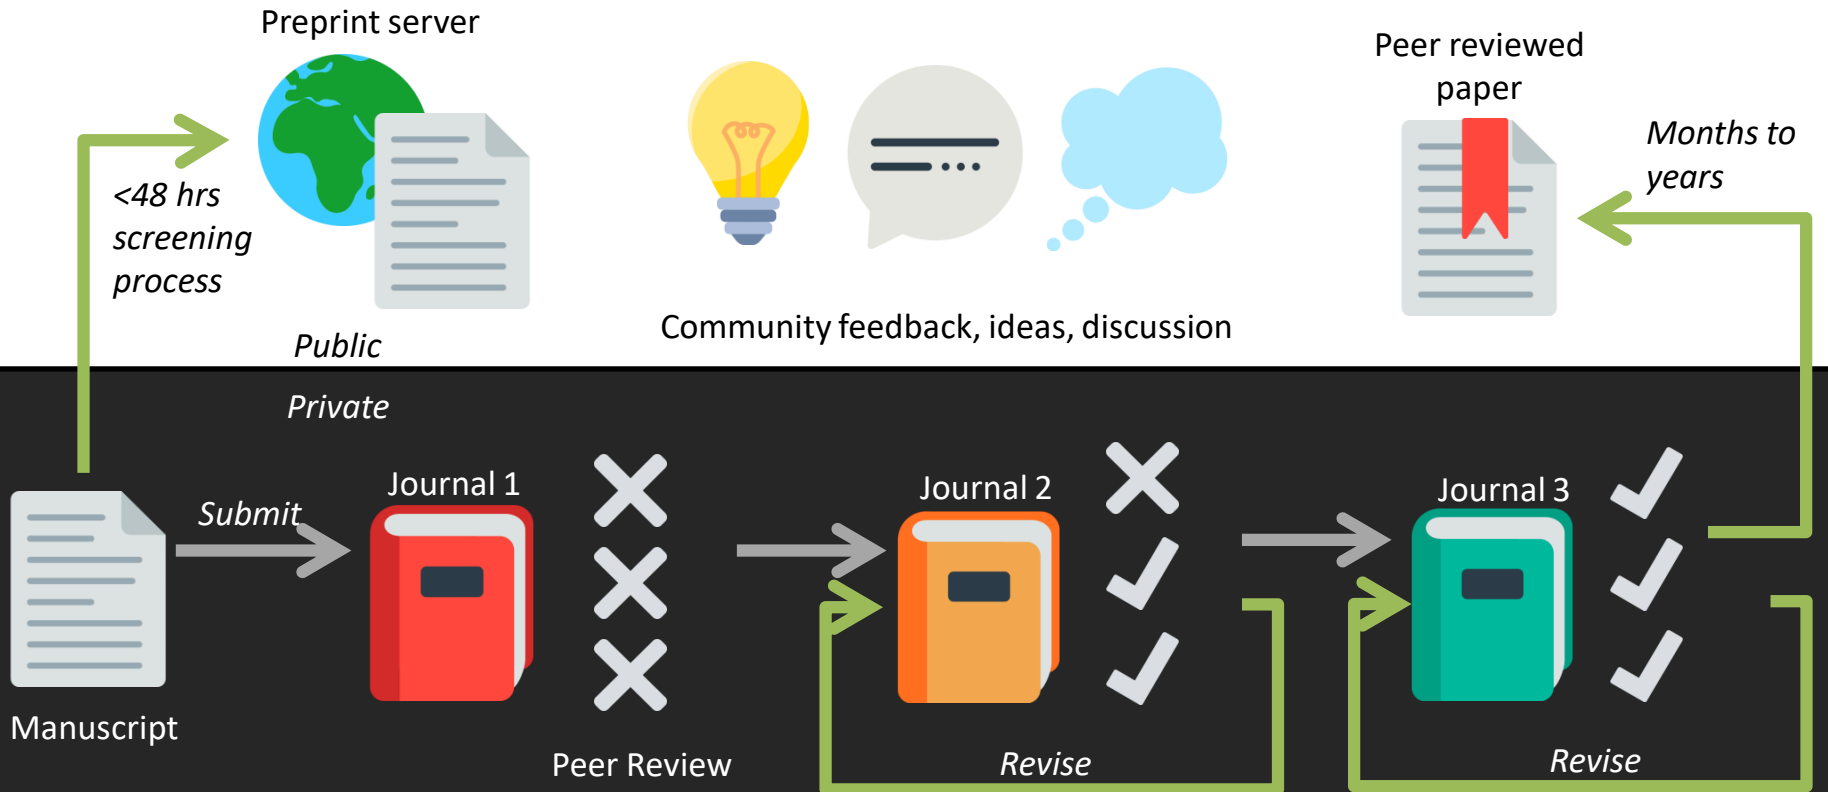 Preprint server
Peer reviewed
paper
<48 hrs
screening
process
Months to
years
Community feedback, ideas, discussion
Public
Private
Submit
Journal 1
Journal 2
Journal 3
Manuscript
Peer Review
Revise
Revise